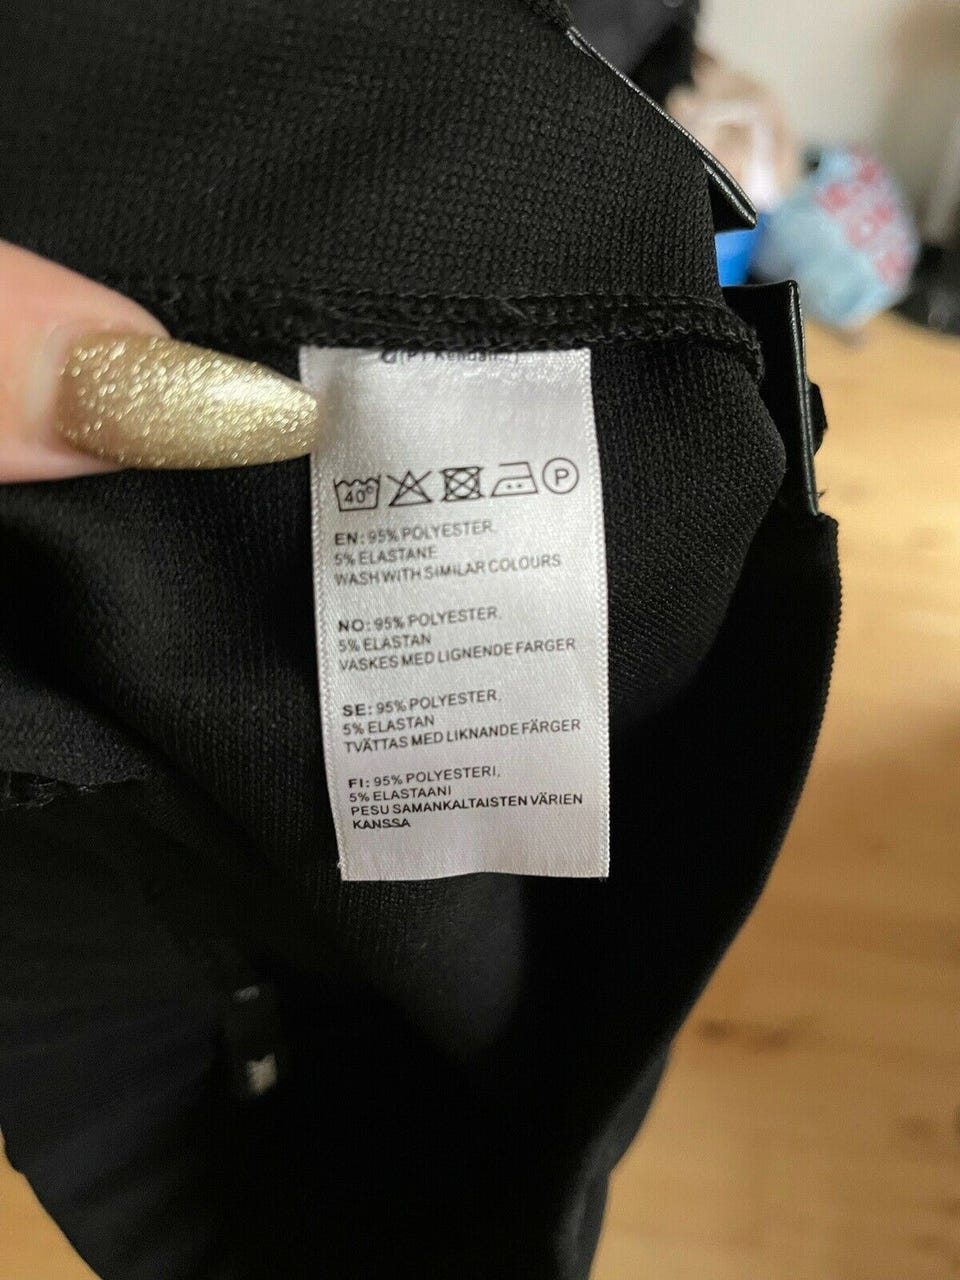 40°
P
EN: 95% POLYESTER,
5% ELASTANE
WASH WITH SIMILAR COLOURS
NO: 95% POLYESTER,
5% ELASTAN
VASKES MED LIGNENDE FARGER
SE: 95% POLYESTER,
5% ELASTAN
TVÄTTAS MED LIKNANDE FÄRGER
FI: 95% POLYESTERI,
5% ELASTAANI
PESU SAMANKALTAISTEN VÄRIEN
KANSSA